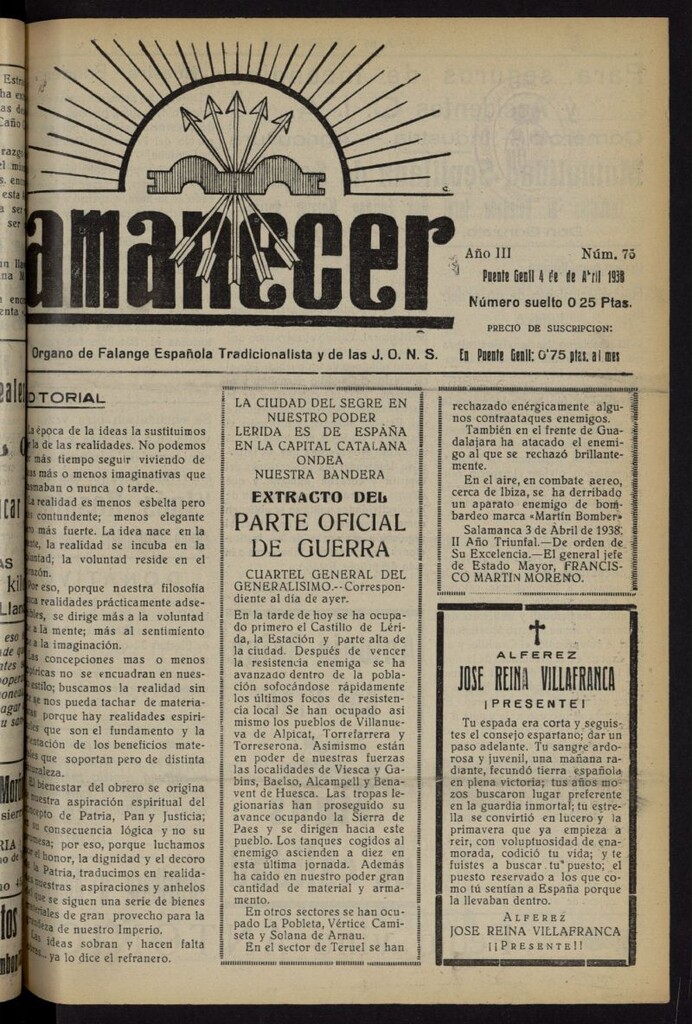 amanecer
Año III Núm. 75
Puente Genil 4 de de Abril 1938
Número suelto 0 25 Ptas.
PRECIO DE SUSCRIPCION:
En Puente Genil: 0'75 ptas. al mes
Organo de Falange Española Tradicionalista y de las J. O. N. S.
TORIAL
época de la ideas la sustituimos
la de las realidades. No podemos
más tiempo seguir viviendo de
más o menos imaginativas que
maban o nunca o tarde.
realidad es menos esbelta pero
contundente; menos elegante
más fuerte. La idea nace en la
la realidad se incuba en la
la voluntad reside en el
eso, porque nuestra filosofía
realidades prácticamente
se dirige más a la voluntad
a la mente; más al sentimiento
a la imaginación.
concepciones mas o menos
no se encuadran en nues-
estilo; buscamos la realidad sin
se nos pueda tachar de materia-
porque hay realidades espiri-
que son el fundamento y la
de los beneficios mate-
que soportan pero de distinta
bienestar del obrero se origina
nuestra aspiración espiritual del
de Patria, Pan y Justicia;
consecuencia lógica y no su
por eso, porque luchamos
el honor, la dignidad y el decoro
la Patria, traducimos en realida-
nuestras aspiraciones y anhelos
que se siguen una serie de bienes
de gran provecho para la
de nuestro Imperio.
ideas sobran y hacen falta
ya lo dice el refranero.
LA CIUDAD DEL SEGRE EN
NUESTRO PODER
LERIDA ES DE ESPAÑA
EN LA CAPITAL CATALANA
ONDEA
NUESTRA BANDERA
EXTRACTO DEL
PARTE OFICIAL
DE GUERRA
CUARTEL GENERAL DEL
GENERALISIMO.--Correspon-
diente al día de ayer.
En la tarde de hoy se ha ocupa-
do primero el Castillo de Léri-
da, la Estación y parte alta de
la ciudad. Después de vencer
la resistencia enemiga se ha
avanzado dentro de la pobla-
ción sofocándose rápidamente
los últimos focos de resisten-
cia local Se han ocupado asi
mismo los pueblos de Villanue-
va de Alpicat, Torrefarrera y
Torreserona. Asimismo están
en poder de nuestras fuerzas
las localidades de Viesca y Ga-
bins, Baelso, Alcampell y Bena-
vent de Huesca. Las tropas le-
gionarias han proseguido su
avance ocupando la Sierra de
Paes y se dirigen hacia este
pueblo. Los tanques cogidos al
enemigo ascienden a diez en
esta última jornada. Además
ha caido en nuestro poder gran
cantidad de material y arma-
mento.
En otros sectores se han ocu-
pado La Pobleta, Vértice Cami-
seta y Solana de Arnau.
En el sector de Teruel se han
rechazado enérgicamente algu-
nos contraataques enemigos.
También en el frente de Gua-
dalajara ha atacado el enemi-
go al que se rechazó brillante-
mente.
En el aire, en combate aereo,
cerca de Ibiza, se ha derribado
un aparato enemigo de bom-
bardeo marca «Martín Bomber»
Salamanca 3 de Abril de 1938.
II Año Triunfal.—De orden de
Su Excelencia.—El general jefe
de Estado Mayor, FRANCIS-
CO MARTIN MORENO.
ALFEREZ
JOSE REINA VILLAFRANCA
¡PRESENTE!
Tu espada era corta y seguis-
tes el consejo espartano; dar un
paso adelante. Tu sangre ardo-
rosa y juvenil, una mañana ra-
diante, fecundó tierra española
en plena victoria; tus años mo-
zos buscaron lugar preferente
en la guardia inmortal; tu estre-
lla se convirtió en lucero y la
primavera que ya empieza a
reir, con voluptuosidad de ena-
morada, codició tu vida; y te
fuistes a buscar tu puesto; el
puesto reservado a los que co-
mo tú sentían a España porque
la llevaban dentro.
ALFEREZ
JOSE REINA VILLAFRANCA
¡¡PRESENTE!!